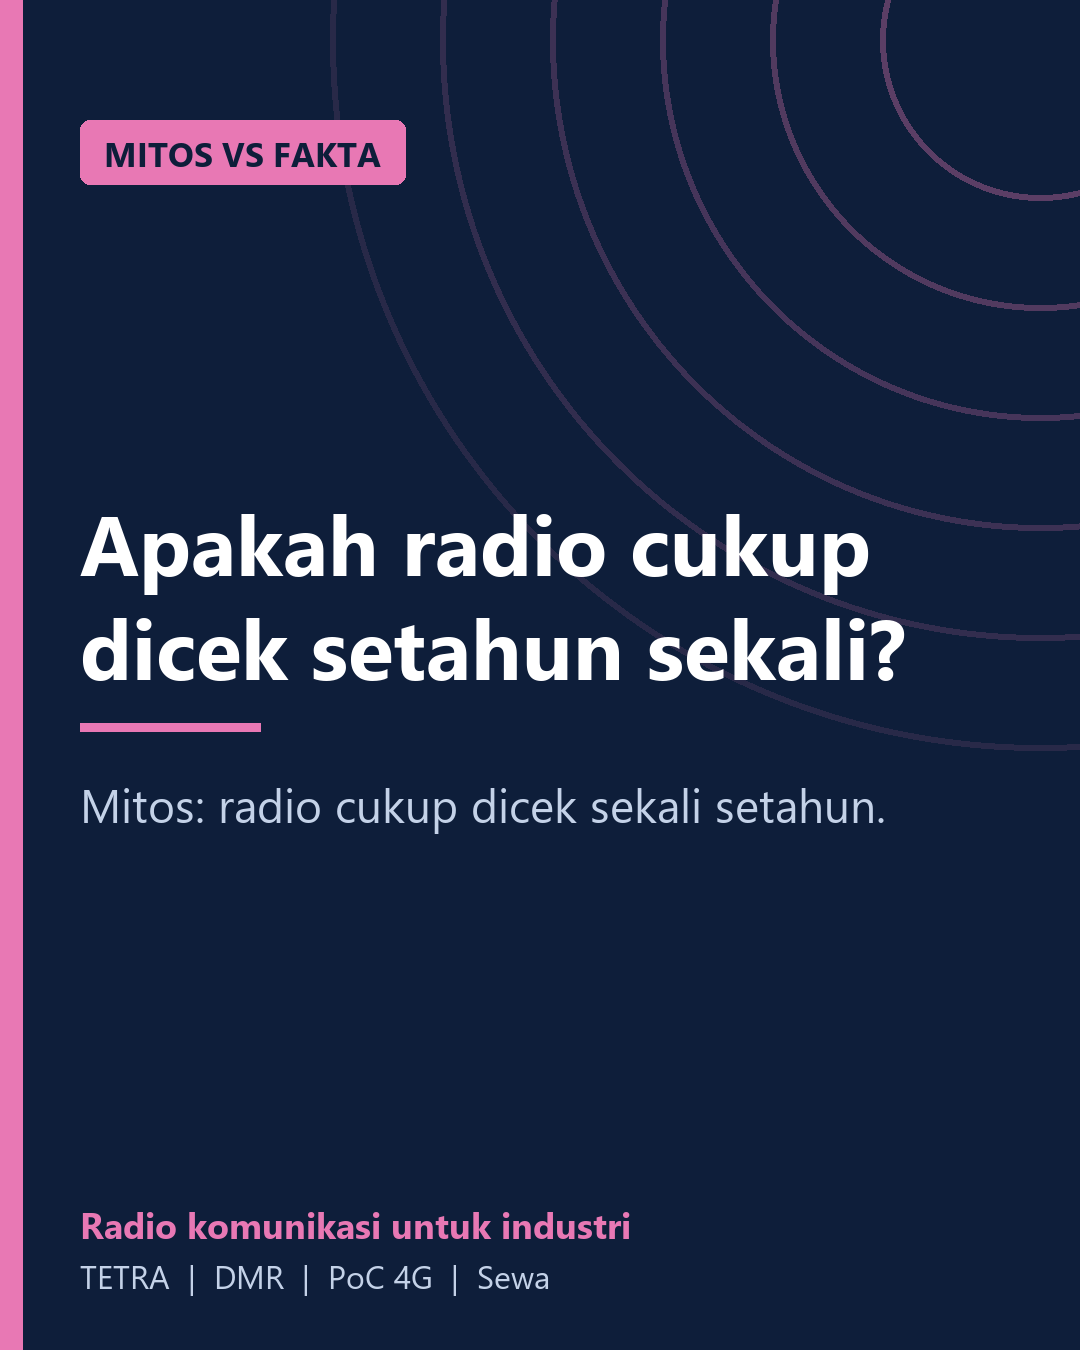 MITOS VS FAKTA
Apakah radio cukup
dicek setahun sekali?
Mitos: radio cukup dicek sekali setahun.
Radio komunikasi untuk industri
TETRA | DMR | PoC 4G | Sewa